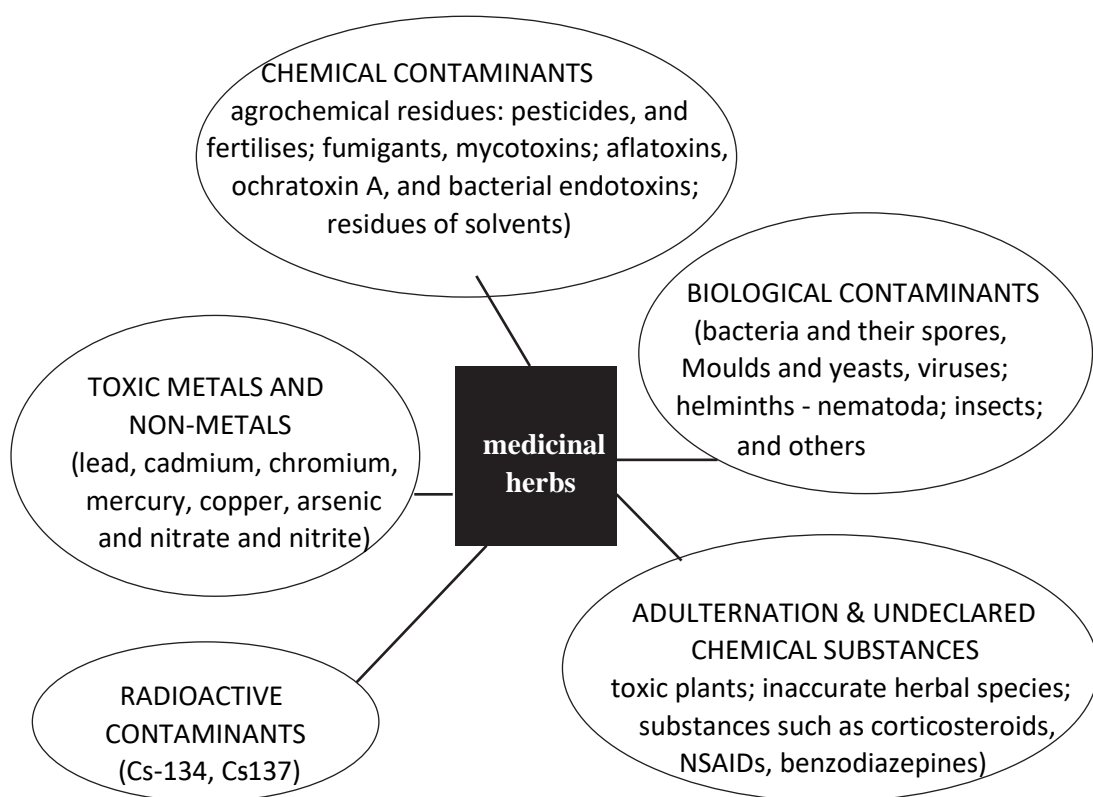 CHEMICAL CONTAMINANTS
agrochemical residues: pesticides, and
fertilises; fumigants, mycotoxins; aflatoxins,
ochratoxin A, and bacterial endotoxins;
residues of solvents)
BIOLOGICAL CONTAMINANTS
(bacteria and their spores,
Moulds and yeasts, viruses;
helminths - nematoda; insects;
and others
TOXIC METALS AND
NON-METALS
(lead, cadmium, chromium,
mercury, copper, arsenic
and nitrate and nitrite)
medicinal
herbs
ADULTERNATION & UNDECLARED
CHEMICAL SUBSTANCES
toxic plants; inaccurate herbal species;
substances such as corticosteroids,
NSAIDs, benzodiazepines)
RADIOACTIVE
CONTAMINANTS
(Cs-134, Cs137)